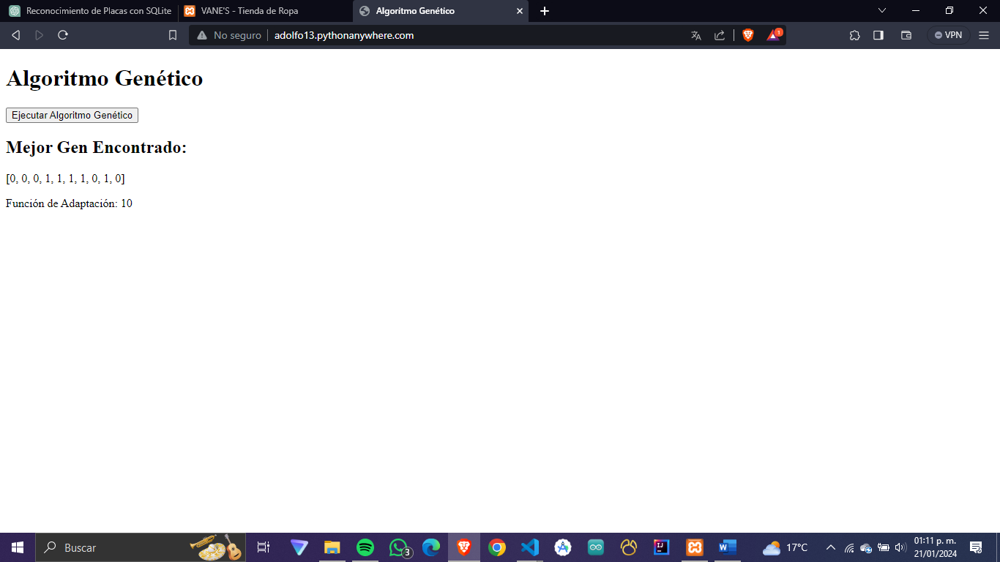 Reconocimiento de Placas con SQLite
VANE'S - Tienda de Ropa
Algoritmo Genético
No seguro
adolfo13.pythonanywhere.com
1
VPN
Algoritmo Genético
Ejecutar Algoritmo Genético
Mejor Gen Encontrado:
[0, 0, 0, 1, 1, 1, 1, 0, 1, 0]
Función de Adaptación: 10
Buscar
3
IJ
W
17°C
01:11 p. m.
21/01/2024